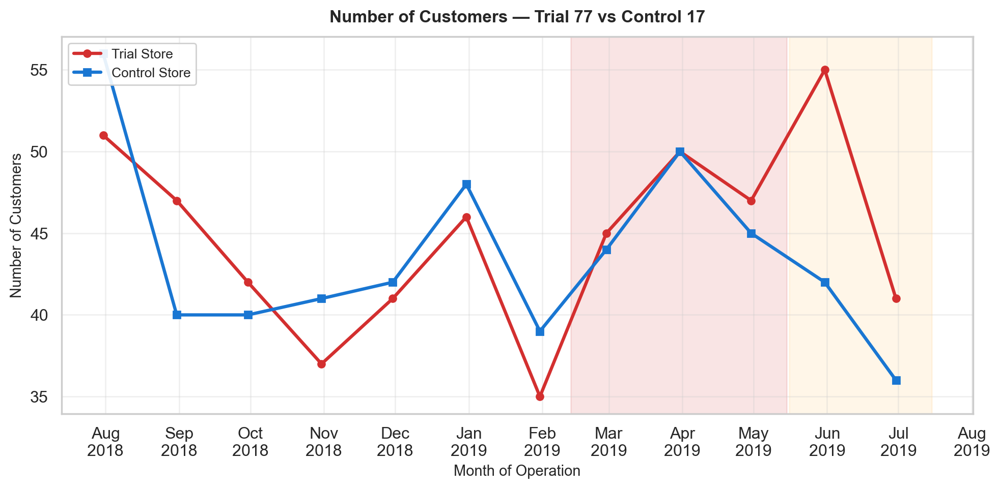 Number of Customers — Trial 77 vs Control 17
Trial Store
Control Store
Number of Customers
55
50
45
40
35
Aug Sep Oct Nov Dec Jan Feb Mar Apr May Jun Jul Aug
2018 2018 2018 2018 2018 2019 2019 2019 2019 2019 2019 2019 2019
Month of Operation